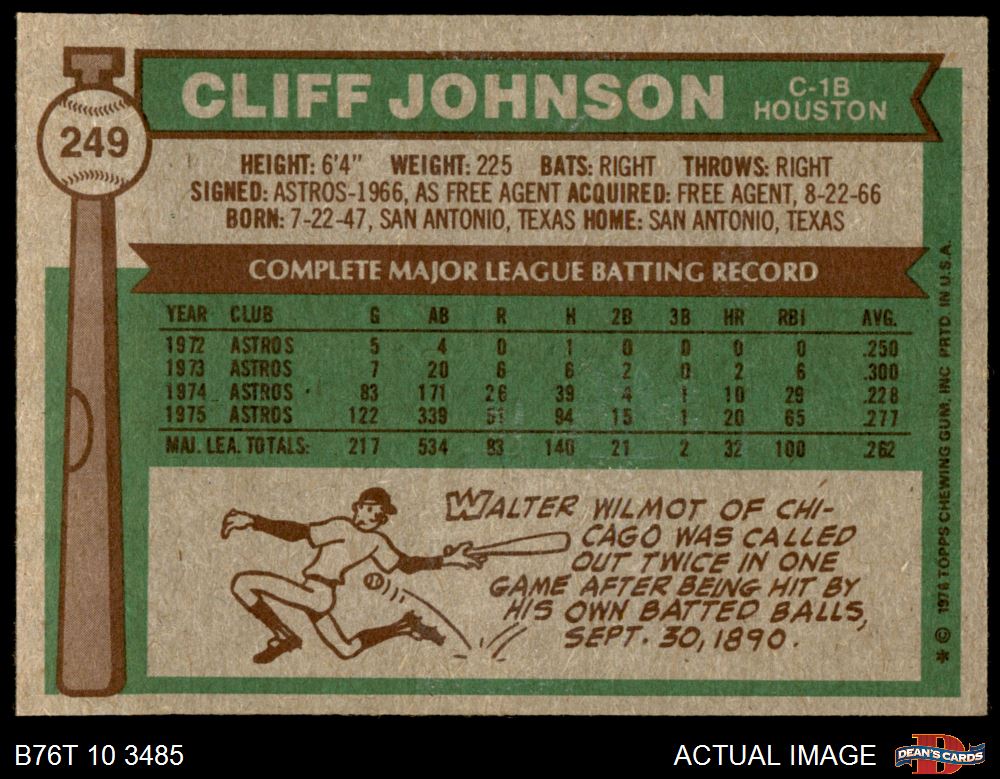 CLIFF JOHNSON
C-1B
HOUSTON
249
HEIGHT: 6'4" WEIGHT: 225 BATS: RIGHT THROWS: RIGHT
SIGNED: ASTROS-1966, AS FREE AGENT ACQUIRED: FREE AGENT, 8-22-66
BORN: 7-22-47, SAN ANTONIO, TEXAS HOME: SAN ANTONIO, TEXAS
COMPLETE MAJOR LEAGUE BATTING RECORD
YEAR CLUB G AB R H 2B 3B HR RBI AVG.
1972 ASTROS 5 4 0 1 0 0 0 0 .250
1973 ASTROS 7 20 6 6 2 0 2 6 .300
1974 ASTROS 83 171 26 39 4 1 10 29 .228
1975 ASTROS 122 339 51 94 15 1 20 65 .277
MAJ. LEA. TOTALS: 217 534 83 140 21 2 32 100 .262
WALTER WILMOT OF CHI-
CAGO WAS CALLED
OUT TWICE IN ONE
GAME AFTER BEING HIT BY
HIS OWN BATTED BALLS,
SEPT. 30, 1890.
* © 1976 TOPPS CHEWING GUM, INC PRTD. IN U.S.A.
B76T 10 3485
ACTUAL IMAGE
DEAN'S CARDS